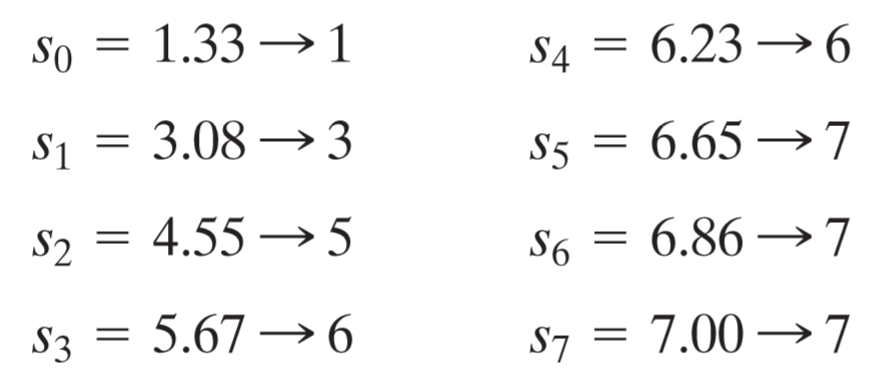 s₀ = 1.33 → 1
s₁ = 3.08 → 3
s₂ = 4.55 → 5
s₃ = 5.67 → 6
s₄ = 6.23 → 6
s₅ = 6.65 → 7
s₆ = 6.86 → 7
s₇ = 7.00 → 7